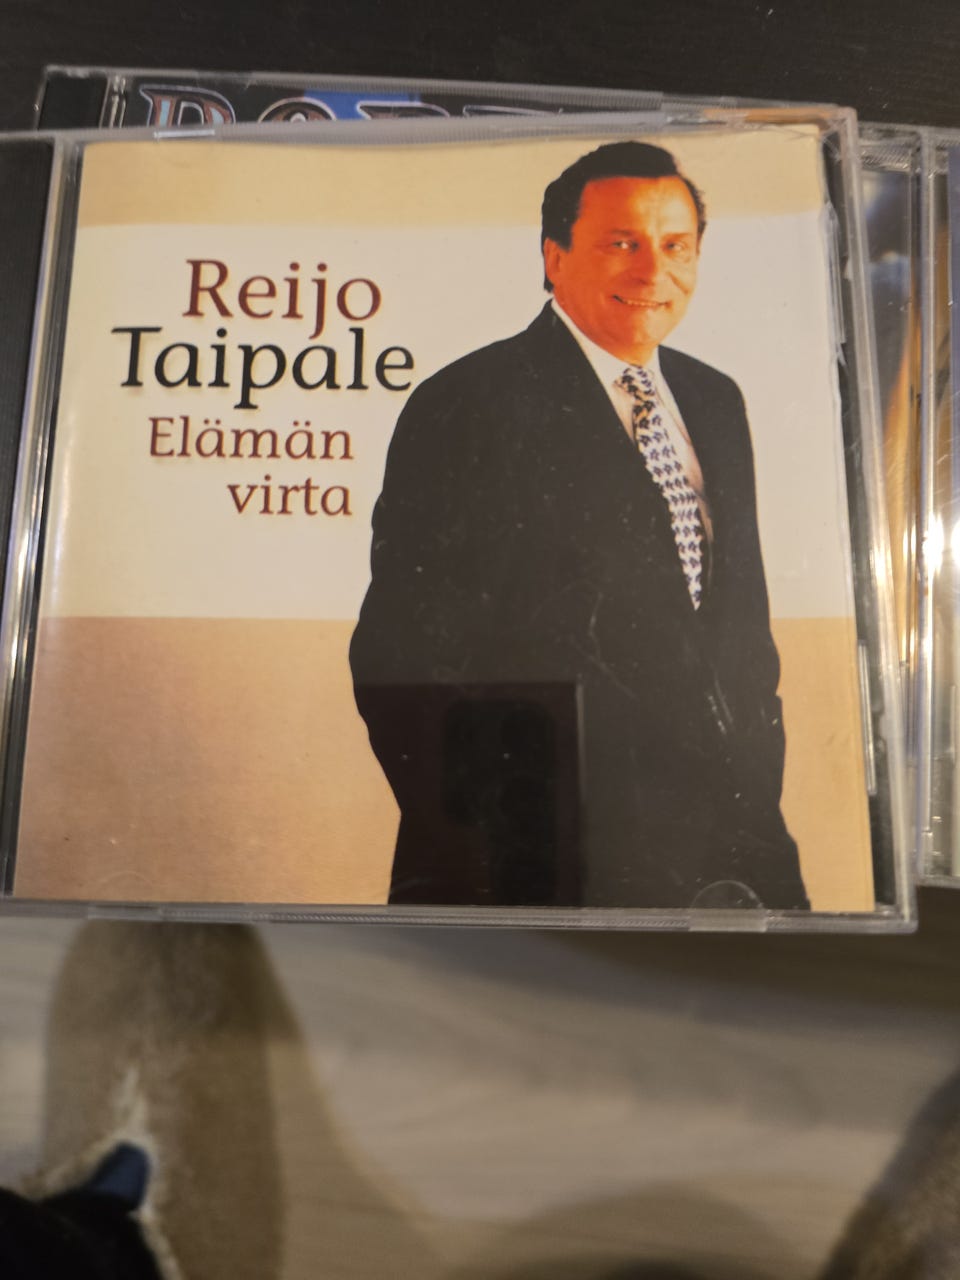 Reijo
Taipale
Elämän
virta